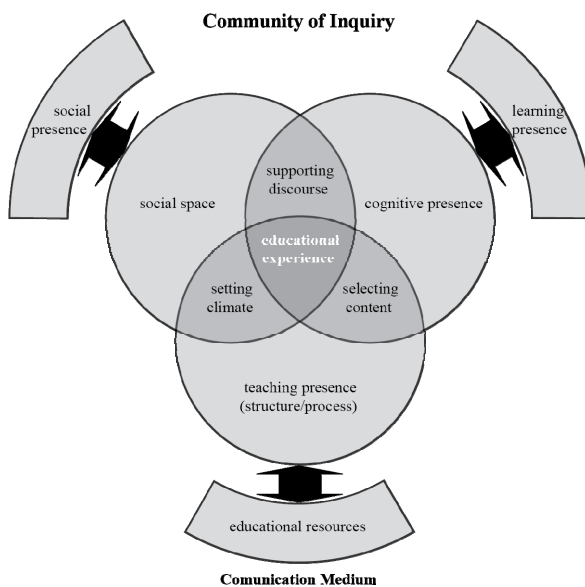 Community of Inquiry
social
presence
learning
presence
supporting
discourse
social space
cognitive presence
educational
experience
setting
climate
selecting
content
teaching presence
(structure/process)
educational resources
Comunication Medium